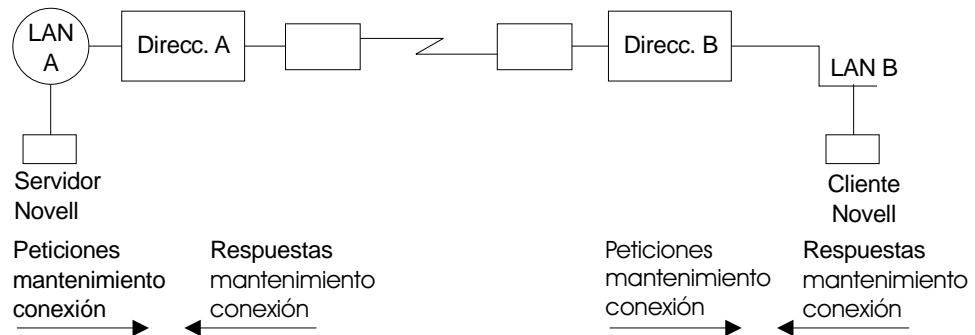 LAN
A
Direcc. A
Direcc. B
LAN B
Servidor
Novell
Cliente
Novell
Peticiones
mantenimiento
conexión
Respuestas
mantenimiento
conexión
Peticiones
mantenimiento
conexión
Respuestas
mantenimiento
conexión